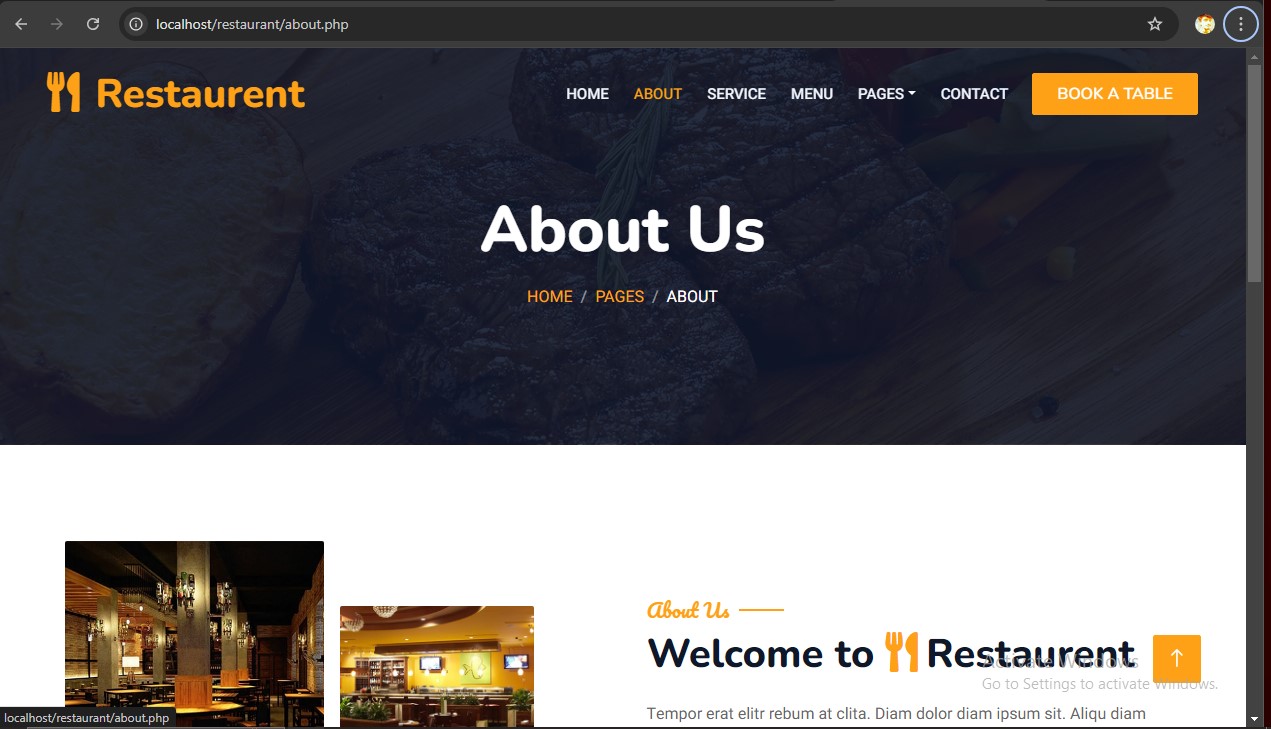 localhost/restaurant/about.php
Restaurent
HOME ABOUT SERVICE MENU PAGES CONTACT BOOK A TABLE
About Us
HOME / PAGES / ABOUT
About Us
Welcome to Restaurent
Activate Windows
Go to Settings to activate Windows.
Tempor erat elitr rebum at clita. Diam dolor diam ipsum sit. Aliqu diam
localhost/restaurant/about.php